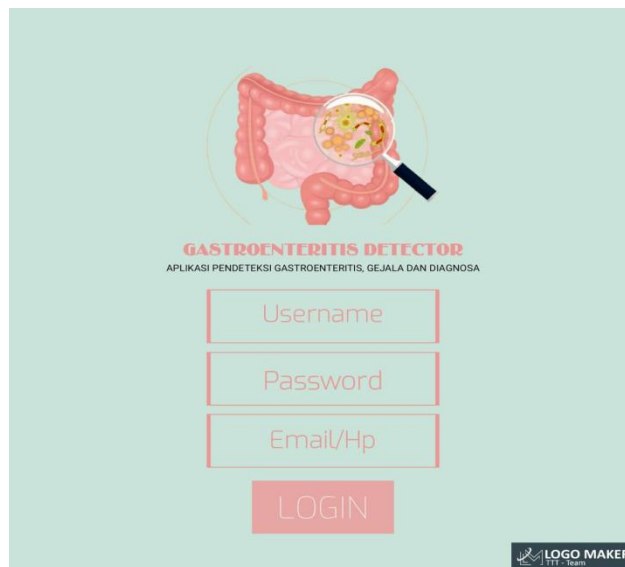 GASTROENTERITIS DETECTOR
APLIKASI PENDETEKSI GASTROENTERITIS, GEJALA DAN DIAGNOSA
Username
Password
Email/Hp
LOGIN
LOGO MAKER
TTT - Team